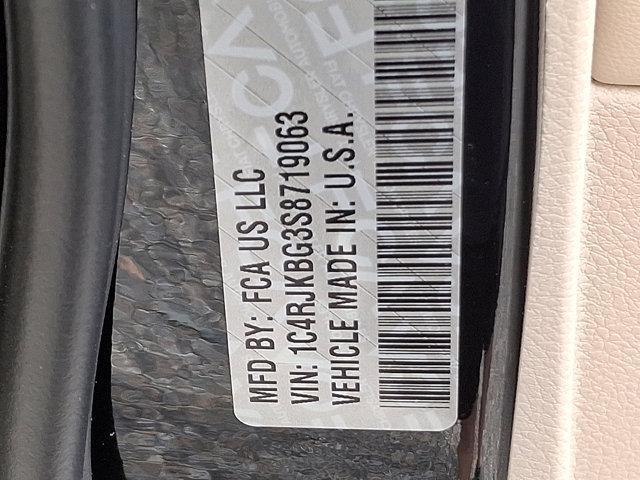 MFD BY: FCA US LLC
VIN: 1C4RJKBG3S8719063
VEHICLE MADE IN: U.S.A.